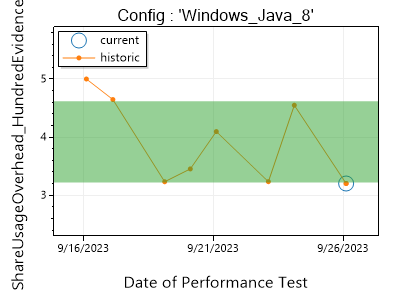 Config : 'Windows_Java_8'
current
historic
ShareUsageOverhead_HundredEvidence
5
4
3
9/16/2023
9/21/2023
9/26/2023
Date of Performance Test